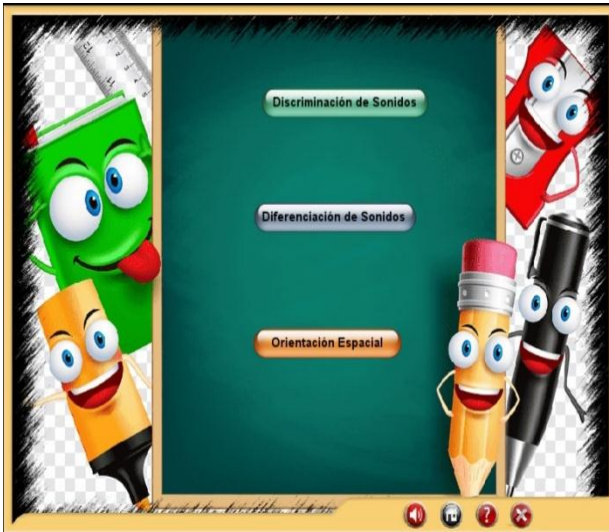 Discriminación de Sonidos
Diferenciación de Sonidos
Orientación Espacial
?